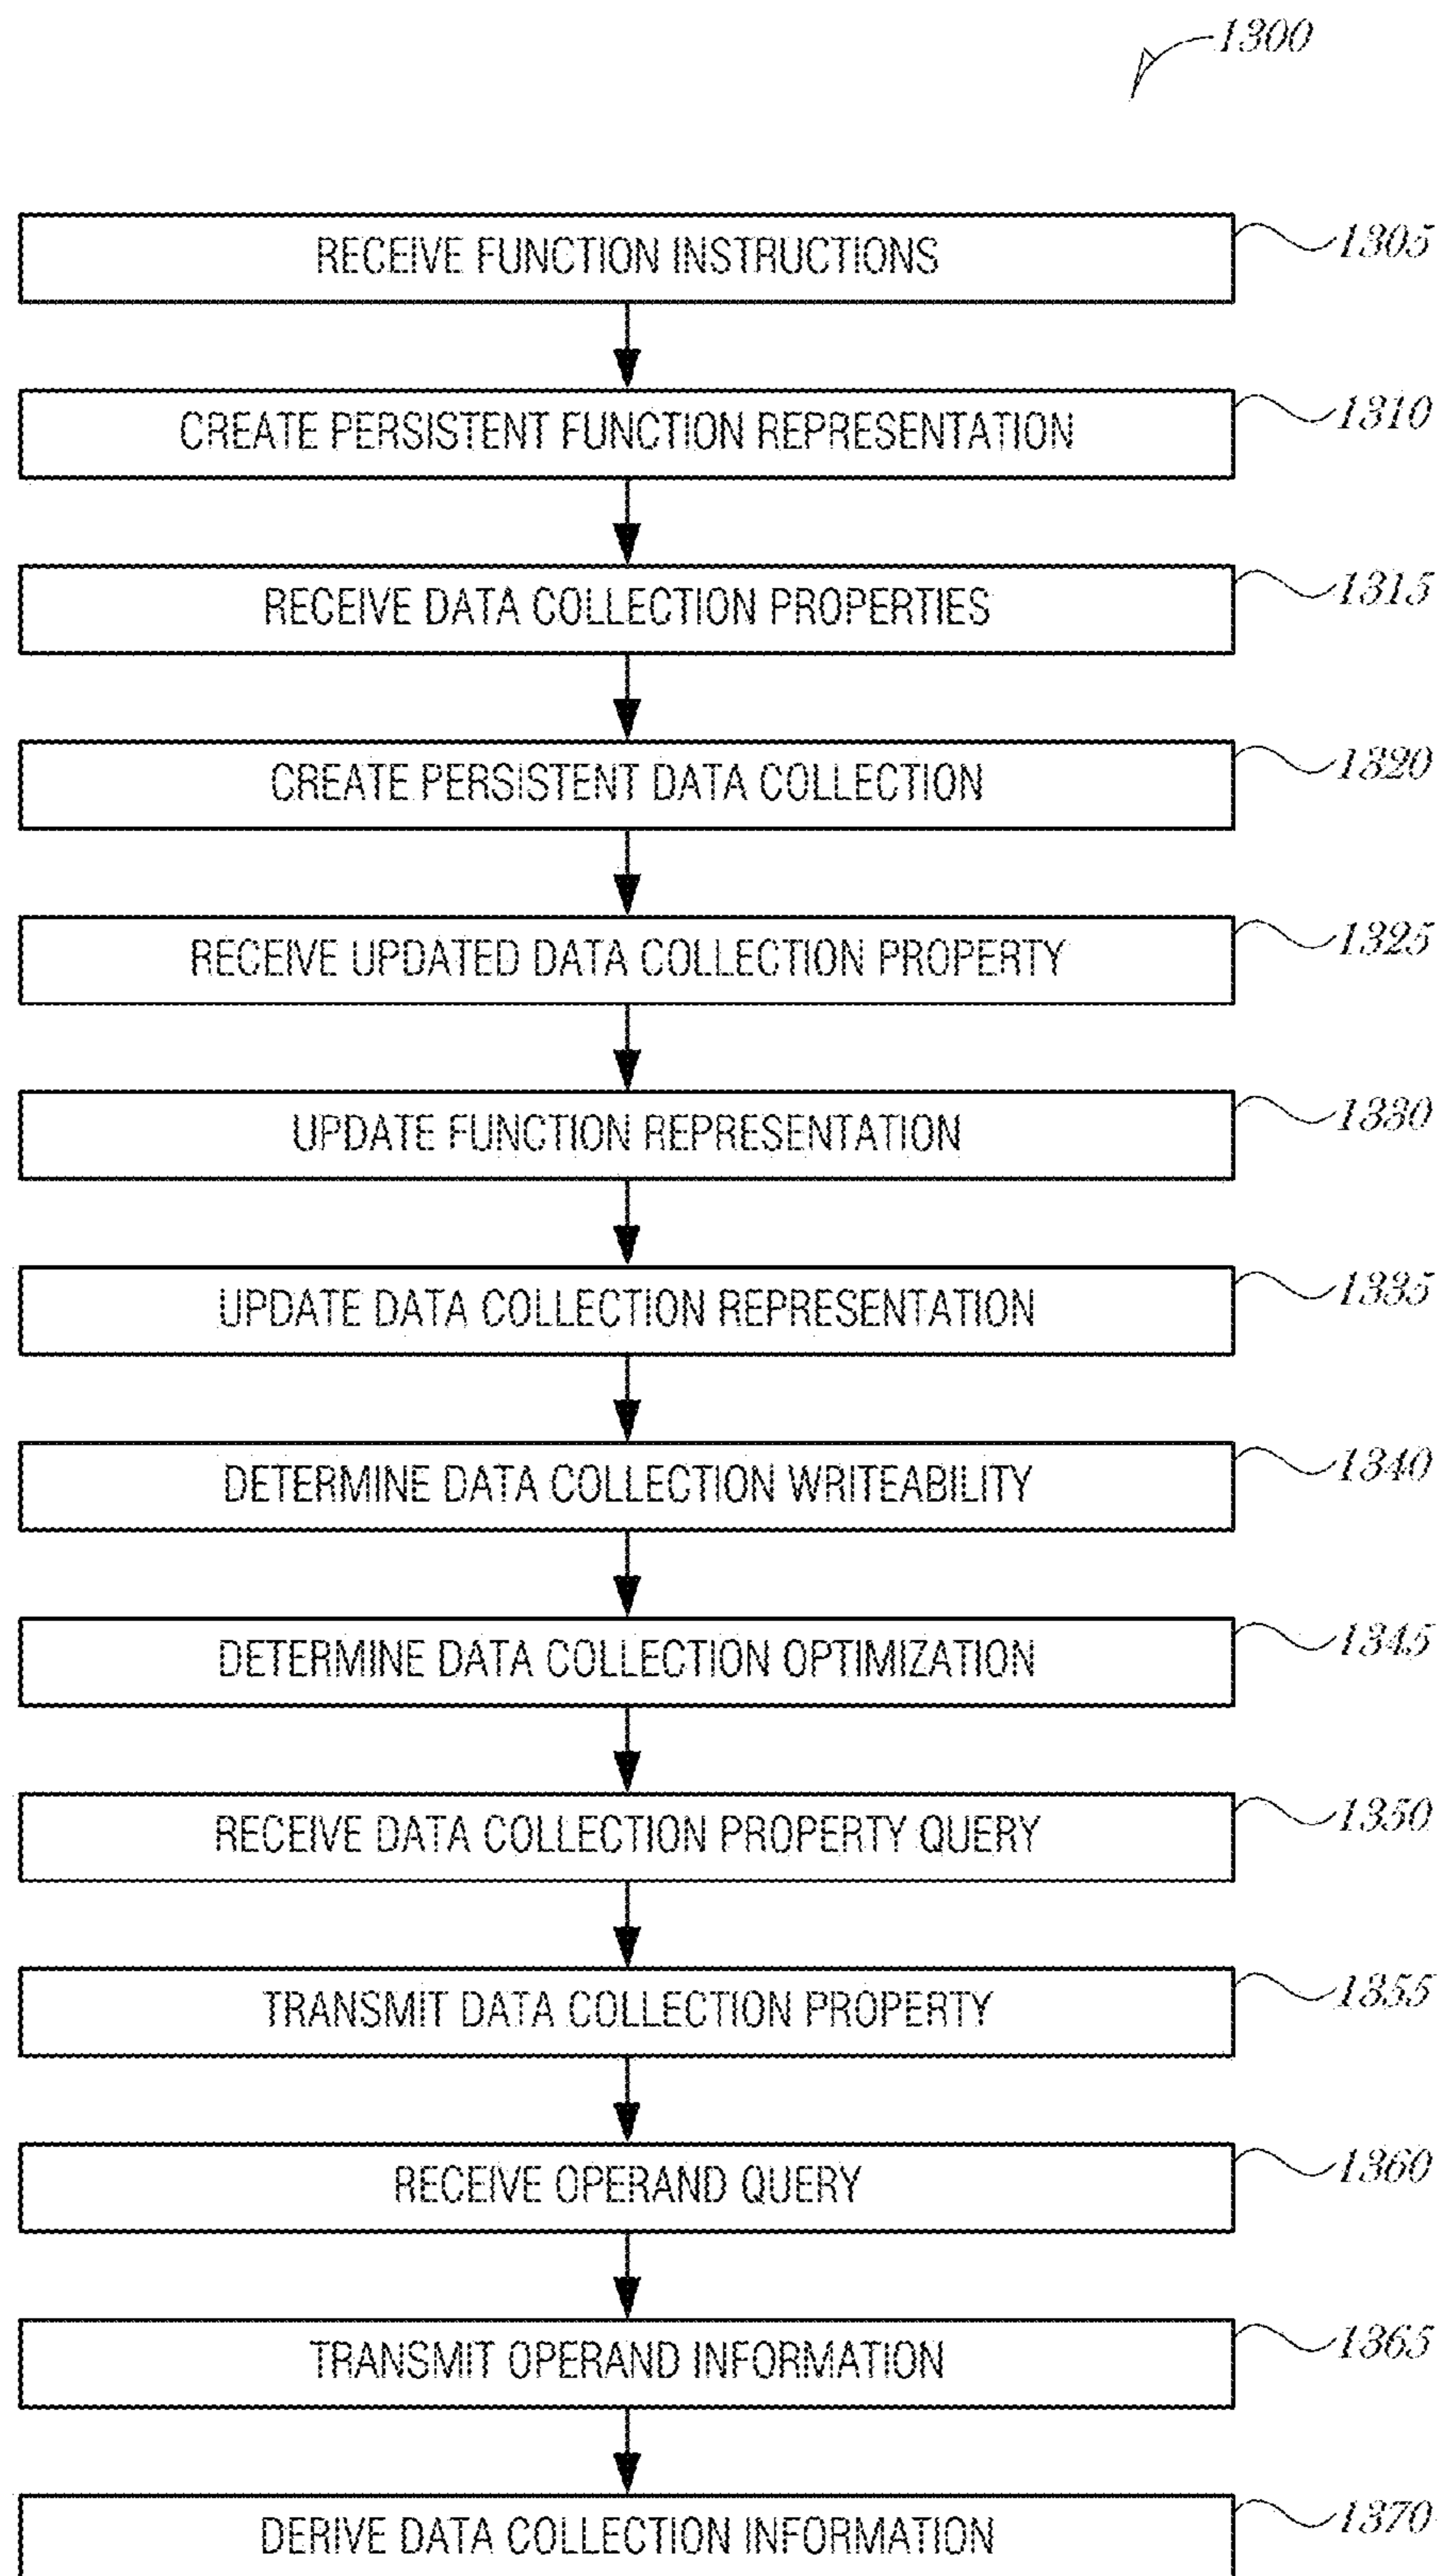 1300
RECEIVE FUNCTION INSTRUCTIONS 1305
CREATE PERSISTENT FUNCTION REPRESENTATION 1310
RECEIVE DATA COLLECTION PROPERTIES 1315
CREATE PERSISTENT DATA COLLECTION 1320
RECEIVE UPDATED DATA COLLECTION PROPERTY 1325
UPDATE FUNCTION REPRESENTATION 1330
UPDATE DATA COLLECTION REPRESENTATION 1335
DETERMINE DATA COLLECTION WRITEABILITY 1340
DETERMINE DATA COLLECTION OPTIMIZATION 1345
RECEIVE DATA COLLECTION PROPERTY QUERY 1350
TRANSMIT DATA COLLECTION PROPERTY 1355
RECEIVE OPERAND QUERY 1360
TRANSMIT OPERAND INFORMATION 1365
DERIVE DATA COLLECTION INFORMATION 1370